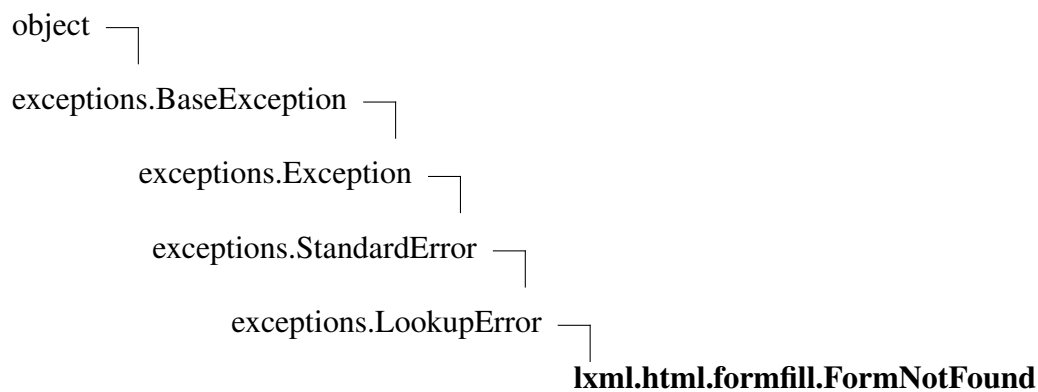 object
exceptions.BaseException
exceptions.Exception
exceptions.StandardError
exceptions.LookupError
lxml.html.formfill.FormNotFound